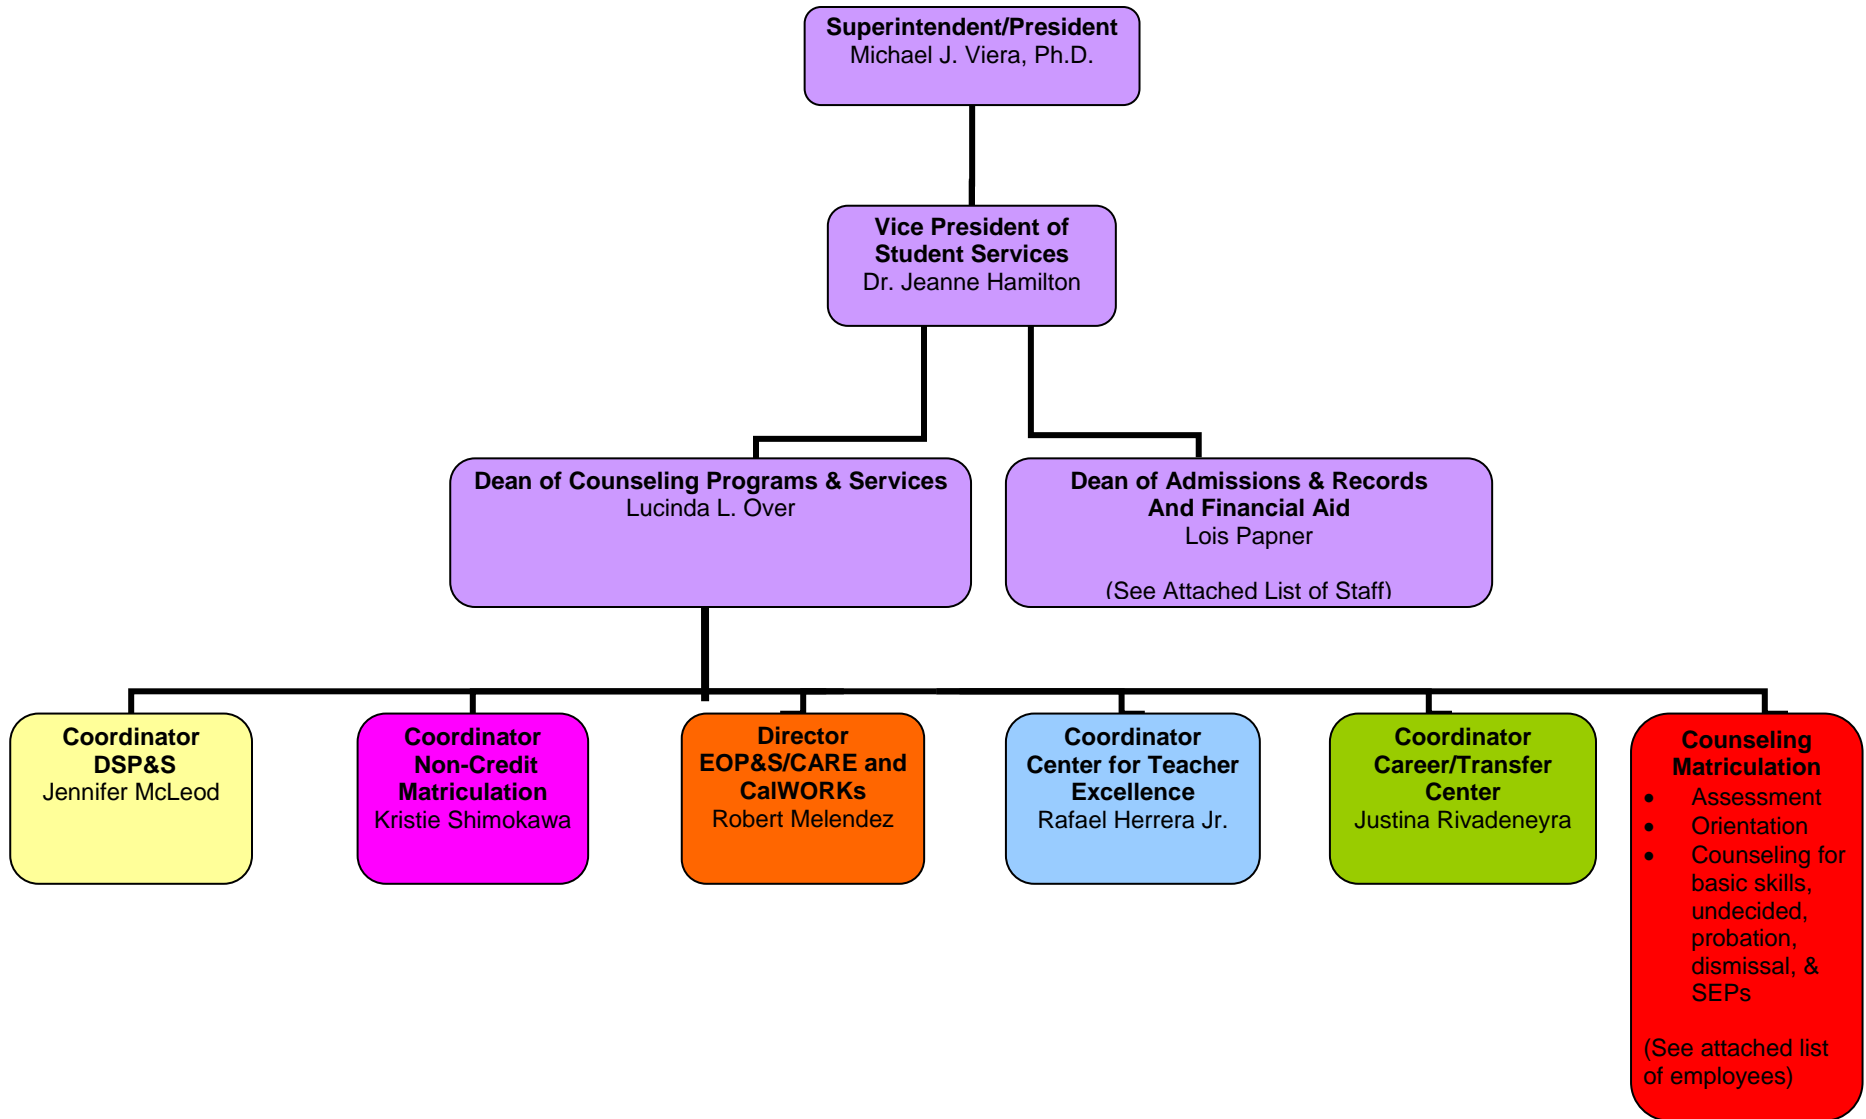 Superintendent/President
Michael J. Viera, Ph.D.
Vice President of
Student Services
Dr. Jeanne Hamilton
Dean of Counseling Programs & Services
Lucinda L. Over
Dean of Admissions & Records
And Financial Aid
Lois Papner
(See Attached List of Staff)
Coordinator
DSP&S
Jennifer McLeod
Coordinator
Non-Credit
Matriculation
Kristie Shimokawa
Director
EOP&S/CARE and
CalWORKs
Robert Melendez
Coordinator
Center for Teacher
Excellence
Rafael Herrera Jr.
Coordinator
Career/Transfer
Center
Justina Rivadeneyra
Counseling
Matriculation
• Assessment
• Orientation
• Counseling for
basic skills,
undecided,
probation,
dismissal, &
SEPs
(See attached list
of employees)